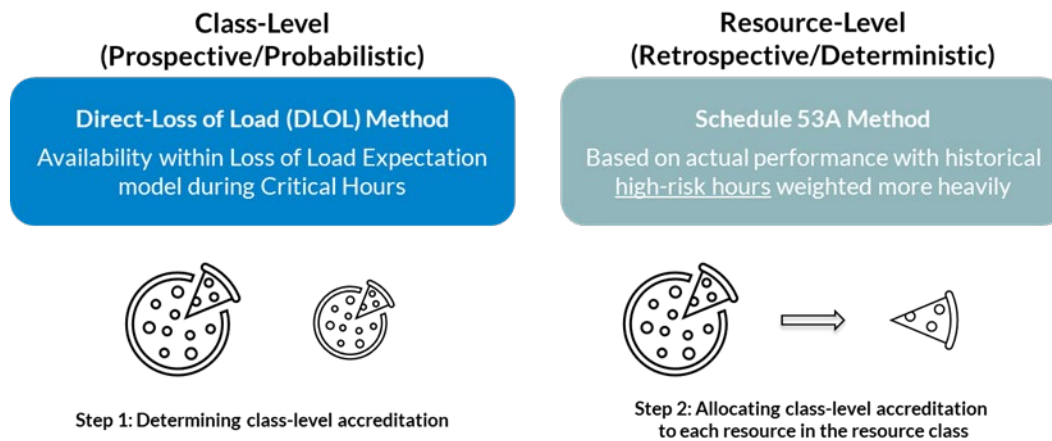 Class-Level
(Prospective/Probabilistic)
Direct-Loss of Load (DLOL) Method
Availability within Loss of Load Expectation
model during Critical Hours
Step 1: Determining class-level accreditation
Resource-Level
(Retrospective/Deterministic)
Schedule 53A Method
Based on actual performance with historical
high-risk hours weighted more heavily
Step 2: Allocating class-level accreditation
to each resource in the resource class